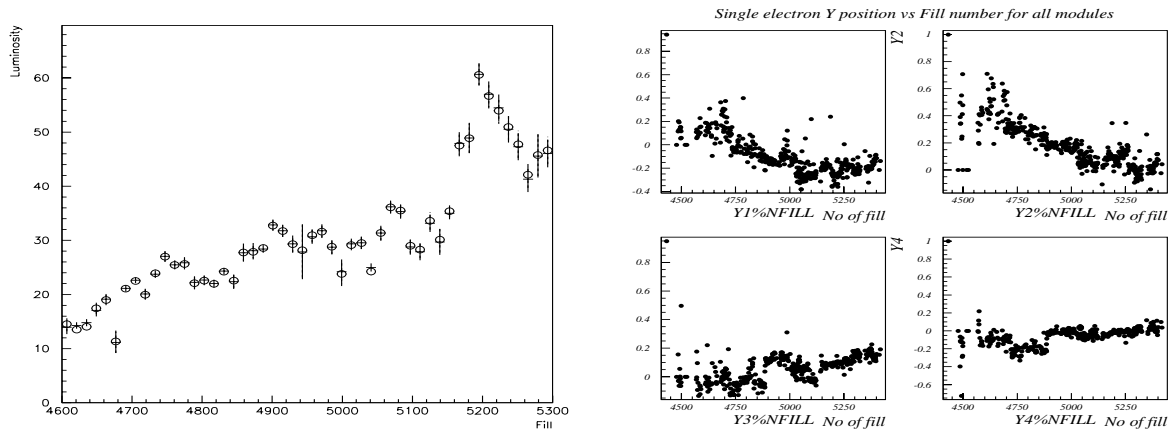 Luminosity
60
50
40
30
20
10
0
4600 4700 4800 4900 5000 5100 5200 5300
Fill
Single electron Y position vs Fill number for all modules
0.8
0.6
0.4
0.2
0
-0.2
-0.4
4500 4750 5000 5250
Y1%NFILL No of fill
Y2
1
0.8
0.6
0.4
0.2
0
4500 4750 5000 5250
Y2%NFILL No of fill
0.8
0.6
0.4
0.2
0
4500 4750 5000 5250
Y3%NFILL No of fill
Y4
1
0.8
0.6
0.4
0.2
0
-0.2
-0.4
-0.6
4500 4750 5000 5250
Y4%NFILL No of fill